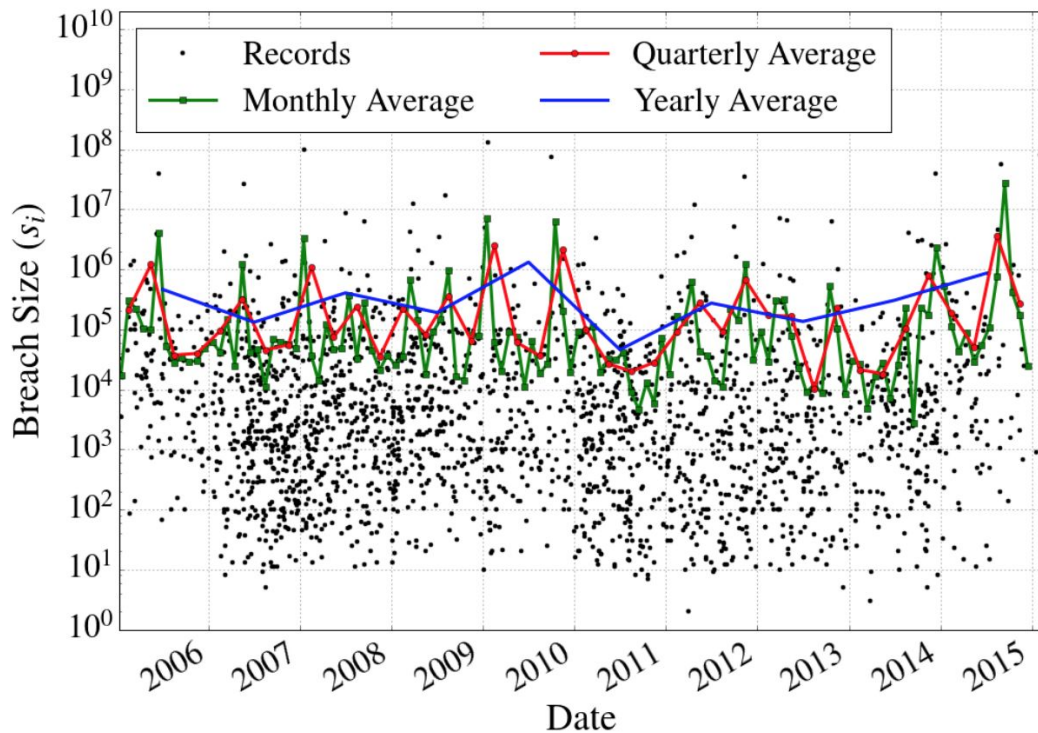 10^10
10^9
10^8
10^7
10^6
10^5
10^4
10^3
10^2
10^1
10^0
Breach Size (s_i)
Records
Monthly Average
Quarterly Average
Yearly Average
2006 2007 2008 2009 2010 2011 2012 2013 2014 2015
Date